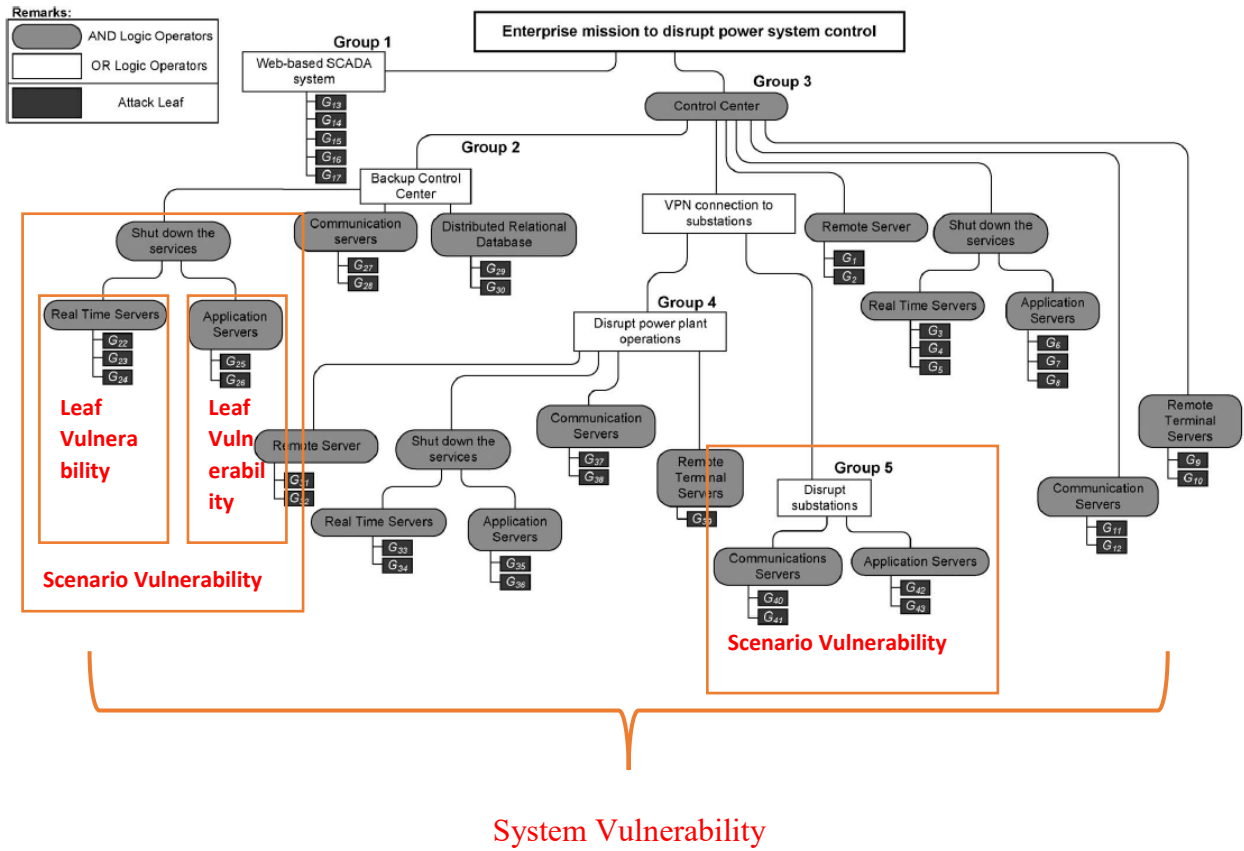 Remarks:
AND Logic Operators
OR Logic Operators
Attack Leaf
Enterprise mission to disrupt power system control
Group 1
Web-based SCADA
system
G13
G14
G15
G16
G17
Group 3
Control Center
Group 2
Backup Control
Center
VPN connection to
substations
Shut down the
services
Communication
servers
G27
G28
Distributed Relational
Database
G29
G30
Remote Server
G1
G2
Shut down the
services
Real Time Servers
G22
G23
G24
Application
Servers
G25
G26
Group 4
Disrupt power plant
operations
Real Time Servers
G3
G4
G5
Application
Servers
G6
G7
G8
Leaf
Vulnera
bility
Leaf
Vuln
erabil
ity
Remote Server
G31
G32
Shut down the
services
Real Time Servers
G33
G34
Application
Servers
G35
G36
Communication
Servers
G37
G38
Remote
Terminal
Servers
G39
Group 5
Disrupt
substations
Communications
Servers
G40
G41
Application Servers
G42
G43
Communication
Servers
G11
G12
Remote
Terminal
Servers
G9
G10
Scenario Vulnerability
Scenario Vulnerability
System Vulnerability